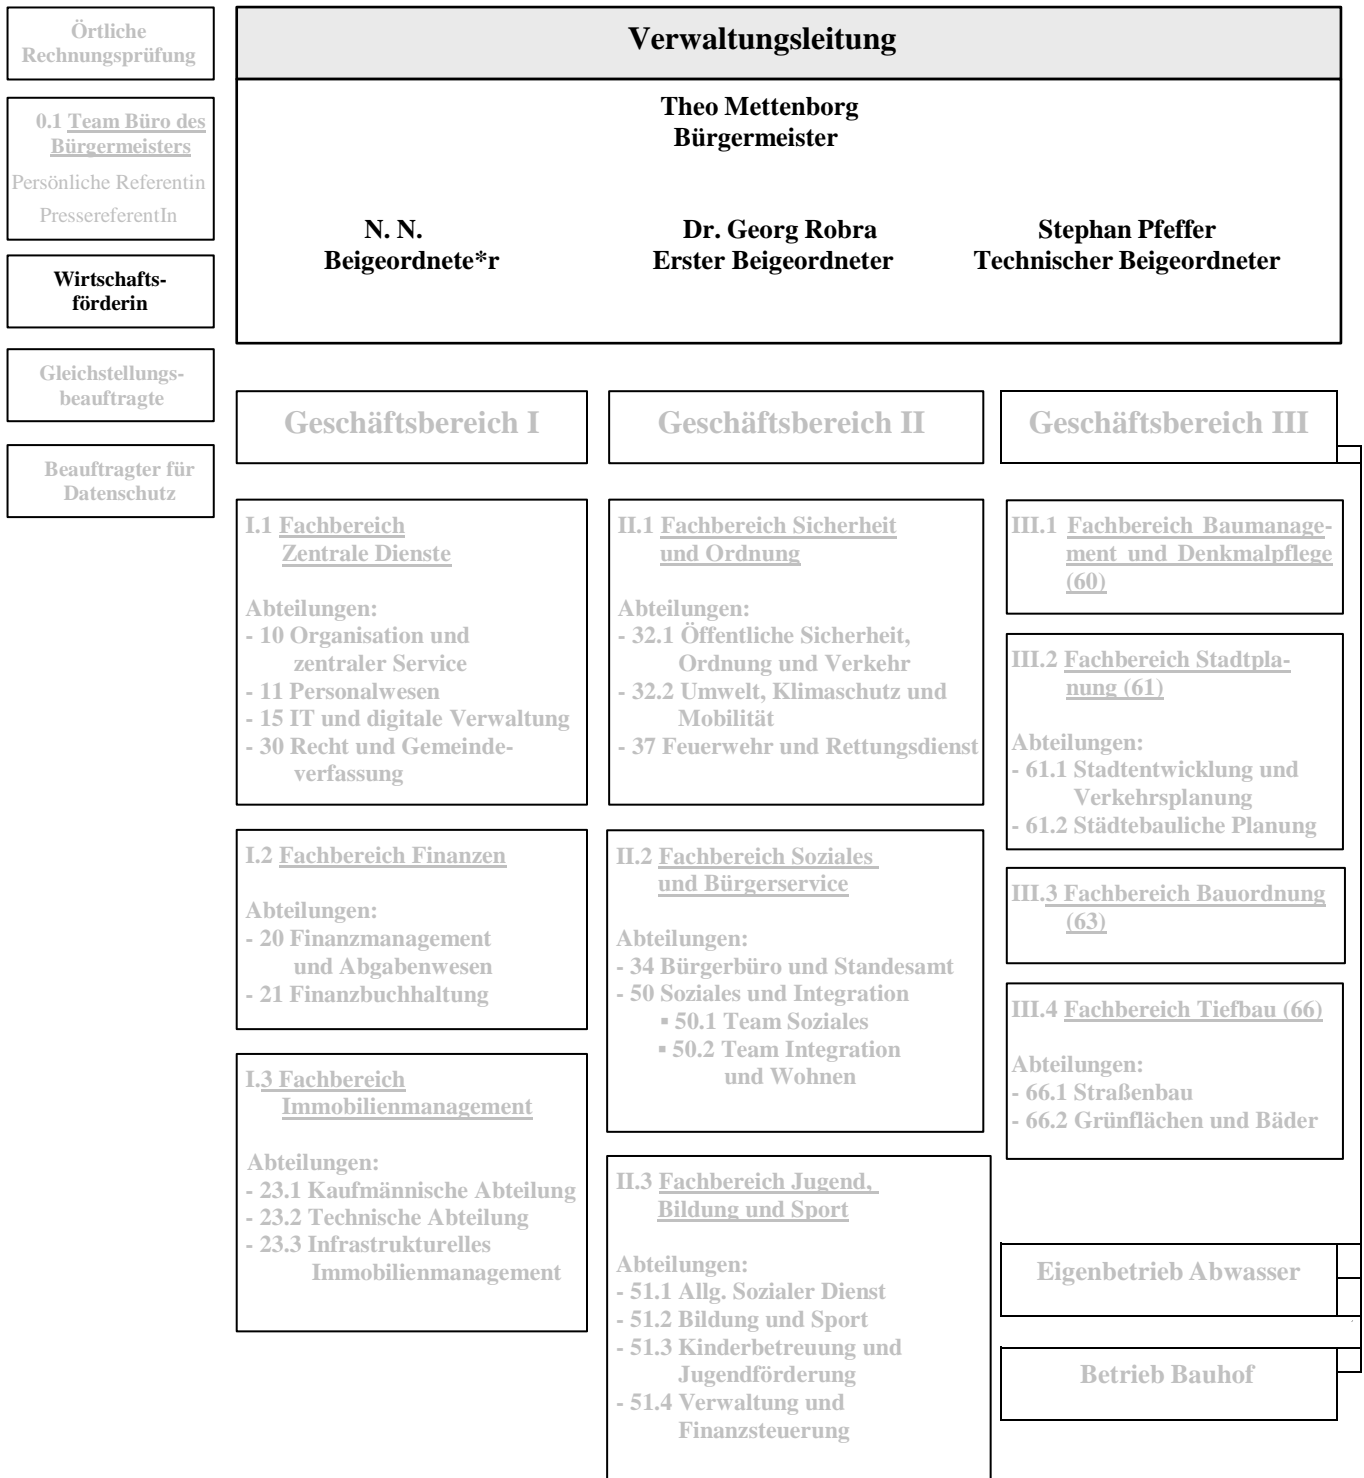 Örtliche
Rechnungsprüfung
0.1 Team Büro des
Bürgermeisters
Persönliche Referentin
PressereferentIn
Wirtschafts-
förderin
Gleichstellungs-
beauftragte
Beauftragter für
Datenschutz
Verwaltungsleitung
Theo Mettenborg
Bürgermeister
N. N.
Beigeordnete*r
Dr. Georg Robra
Erster Beigeordneter
Stephan Pfeffer
Technischer Beigeordneter
Geschäftsbereich I
I.1 Fachbereich
Zentrale Dienste
Abteilungen:
- 10 Organisation und
zentraler Service
- 11 Personalwesen
- 15 IT und digitale Verwaltung
- 30 Recht und Gemeinde-
verfassung
I.2 Fachbereich Finanzen
Abteilungen:
- 20 Finanzmanagement
und Abgabenwesen
- 21 Finanzbuchhaltung
I.3 Fachbereich
Immobilienmanagement
Abteilungen:
- 23.1 Kaufmännische Abteilung
- 23.2 Technische Abteilung
- 23.3 Infrastrukturelles
Immobilienmanagement
Geschäftsbereich II
II.1 Fachbereich Sicherheit
und Ordnung
Abteilungen:
- 32.1 Öffentliche Sicherheit,
Ordnung und Verkehr
- 32.2 Umwelt, Klimaschutz und
Mobilität
- 37 Feuerwehr und Rettungsdienst
II.2 Fachbereich Soziales
und Bürgerservice
Abteilungen:
- 34 Bürgerbüro und Standesamt
- 50 Soziales und Integration
▪ 50.1 Team Soziales
▪ 50.2 Team Integration
und Wohnen
II.3 Fachbereich Jugend,
Bildung und Sport
Abteilungen:
- 51.1 Allg. Sozialer Dienst
- 51.2 Bildung und Sport
- 51.3 Kinderbetreuung und
Jugendförderung
- 51.4 Verwaltung und
Finanzsteuerung
Geschäftsbereich III
III.1 Fachbereich Baumanage-
ment und Denkmalpflege
(60)
III.2 Fachbereich Stadtpla-
nung (61)
Abteilungen:
- 61.1 Stadtentwicklung und
Verkehrsplanung
- 61.2 Städtebauliche Planung
III.3 Fachbereich Bauordnung
(63)
III.4 Fachbereich Tiefbau (66)
Abteilungen:
- 66.1 Straßenbau
- 66.2 Grünflächen und Bäder
Eigenbetrieb Abwasser
Betrieb Bauhof